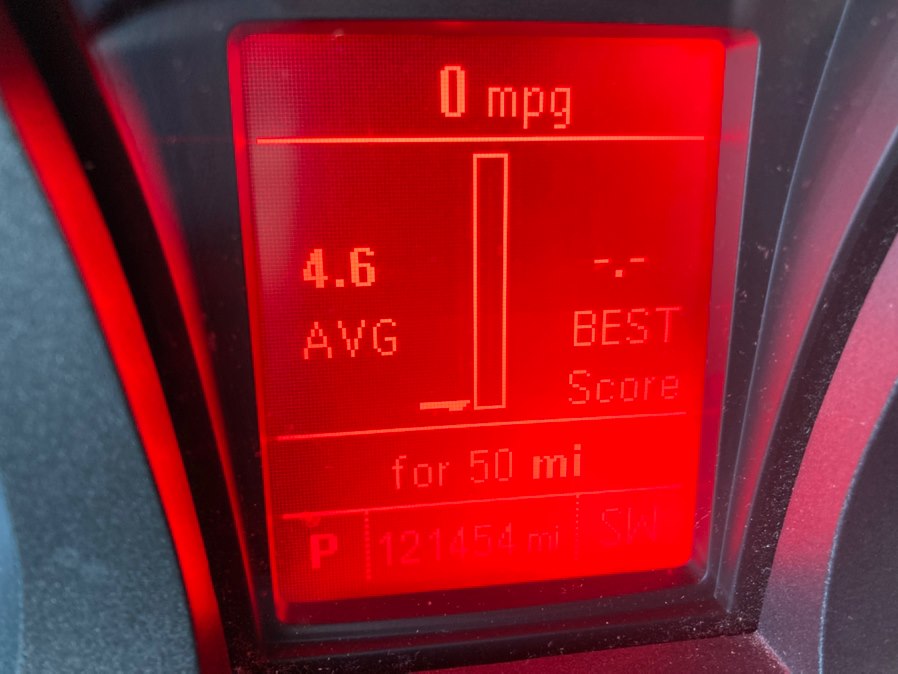 0 mpg
4.6 -.-
AVG BEST
Score
for 50 mi
P 121454 mi SW